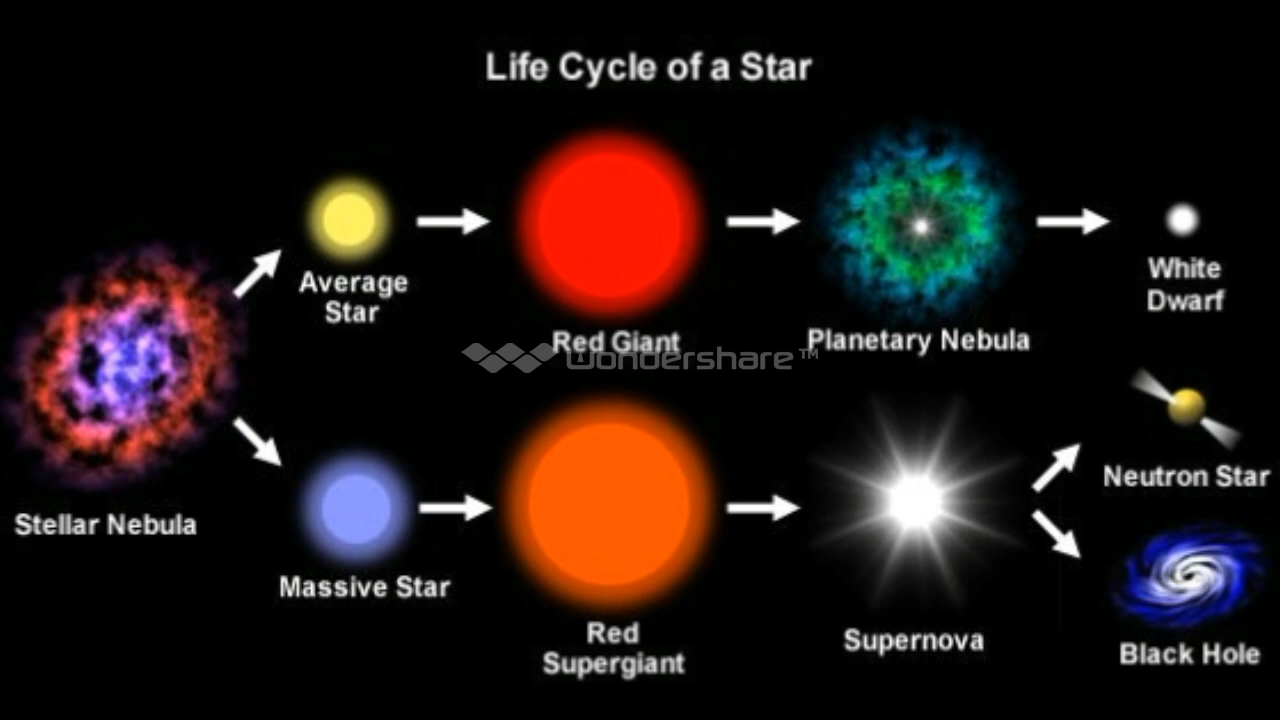 Life Cycle of a Star
Average
Star
Red Giant
Planetary Nebula
White
Dwarf
wondershare™
Stellar Nebula
Massive Star
Red
Supergiant
Supernova
Neutron Star
Black Hole